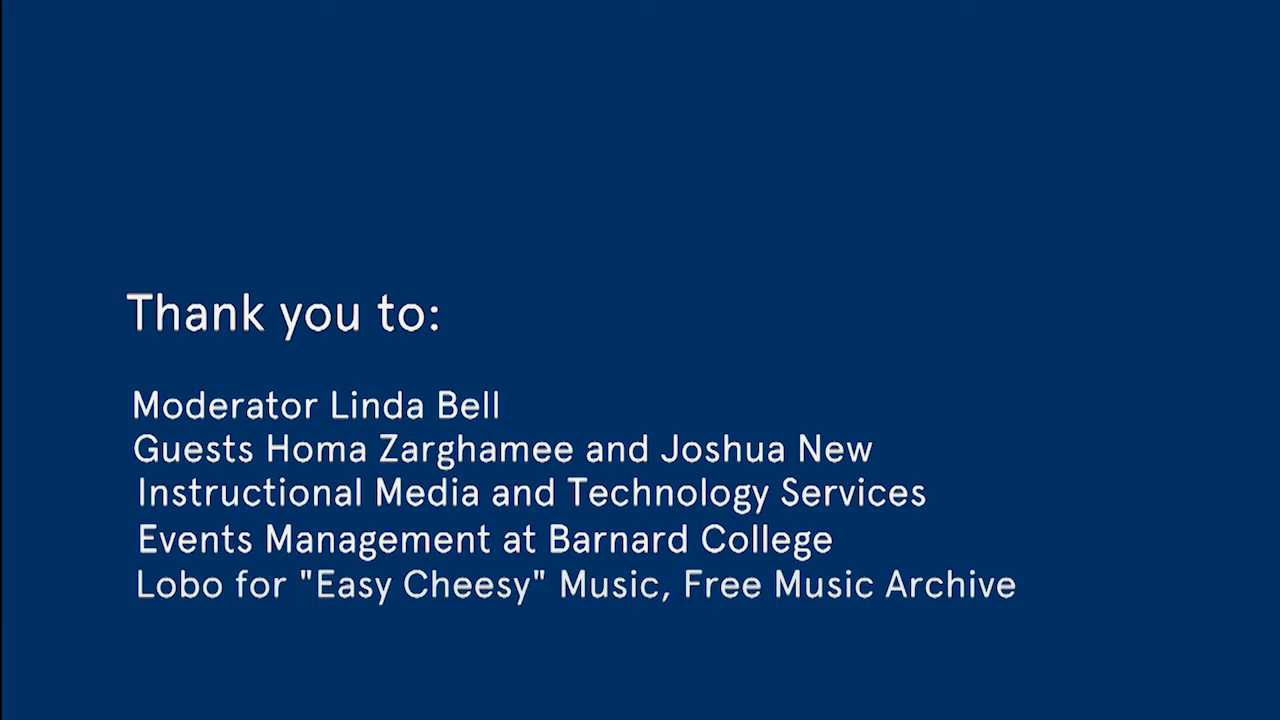 Thank you to:
Moderator Linda Bell
Guests Homa Zarghamee and Joshua New
Instructional Media and Technology Services
Events Management at Barnard College
Lobo for "Easy Cheesy" Music, Free Music Archive